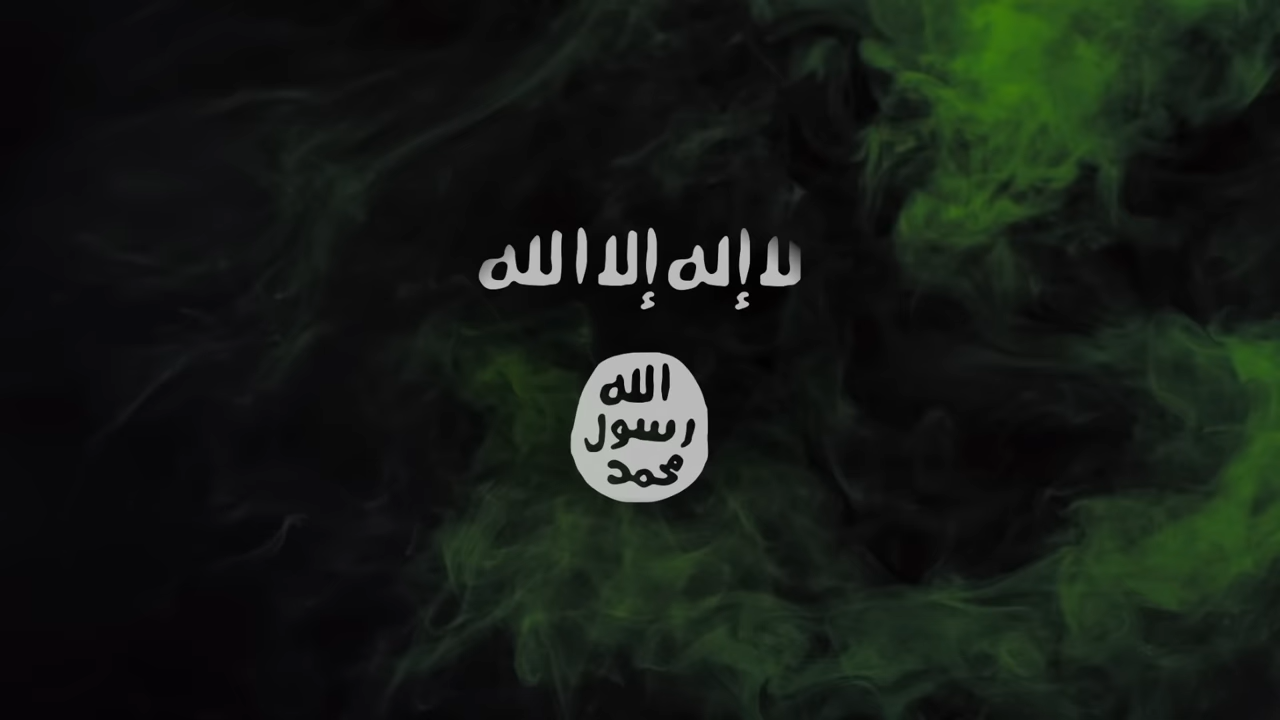 لا إله إلا الله
الله
رسول
محمد